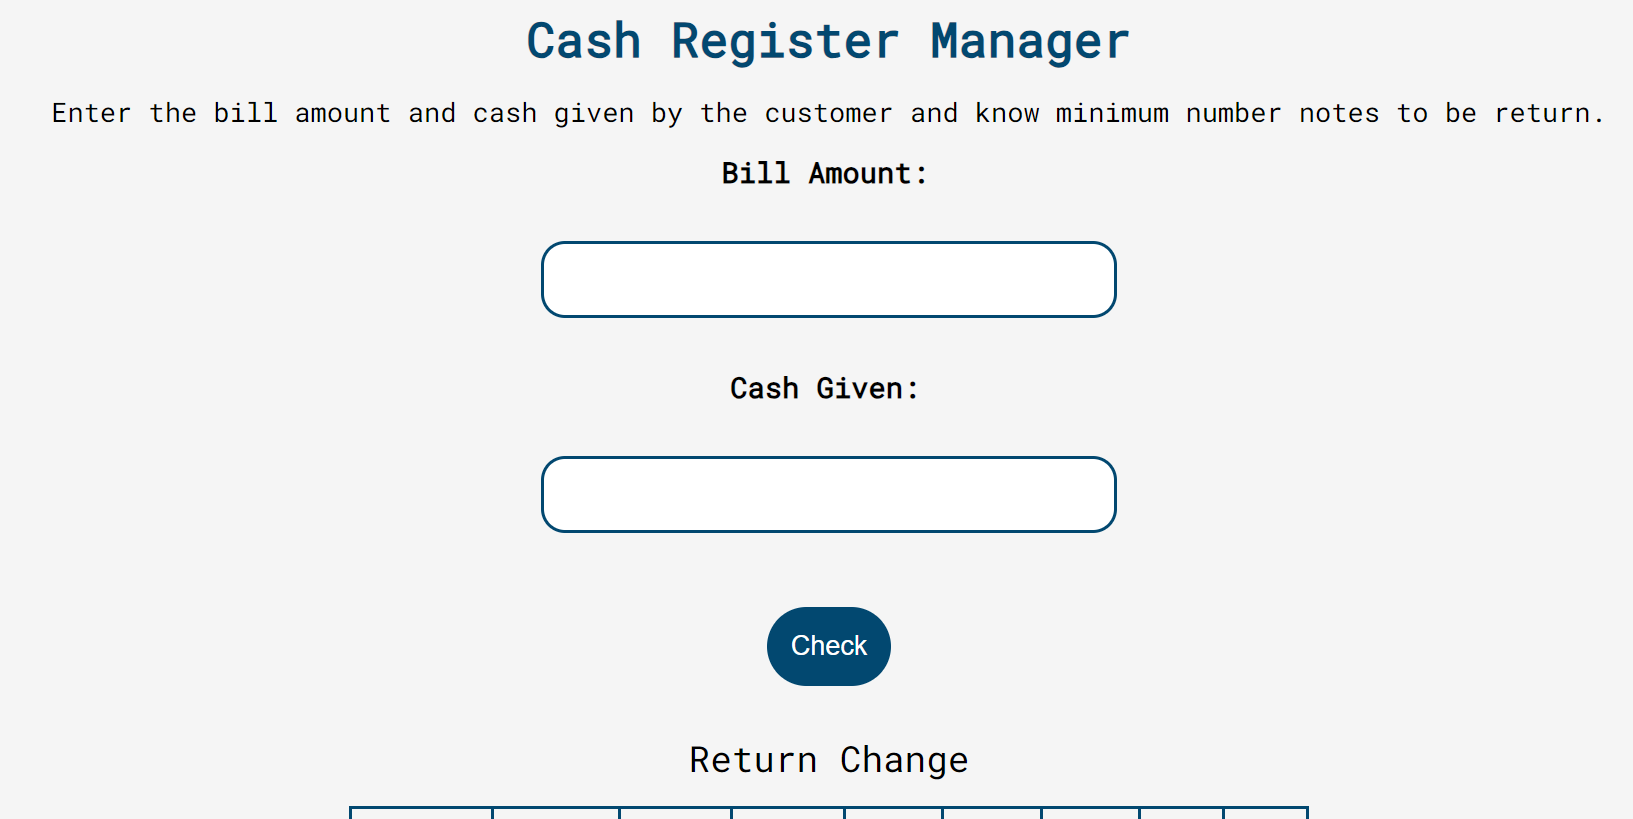 Cash Register Manager
Enter the bill amount and cash given by the customer and know minimum number notes to be return.
Bill Amount:
Cash Given:
Check
Return Change